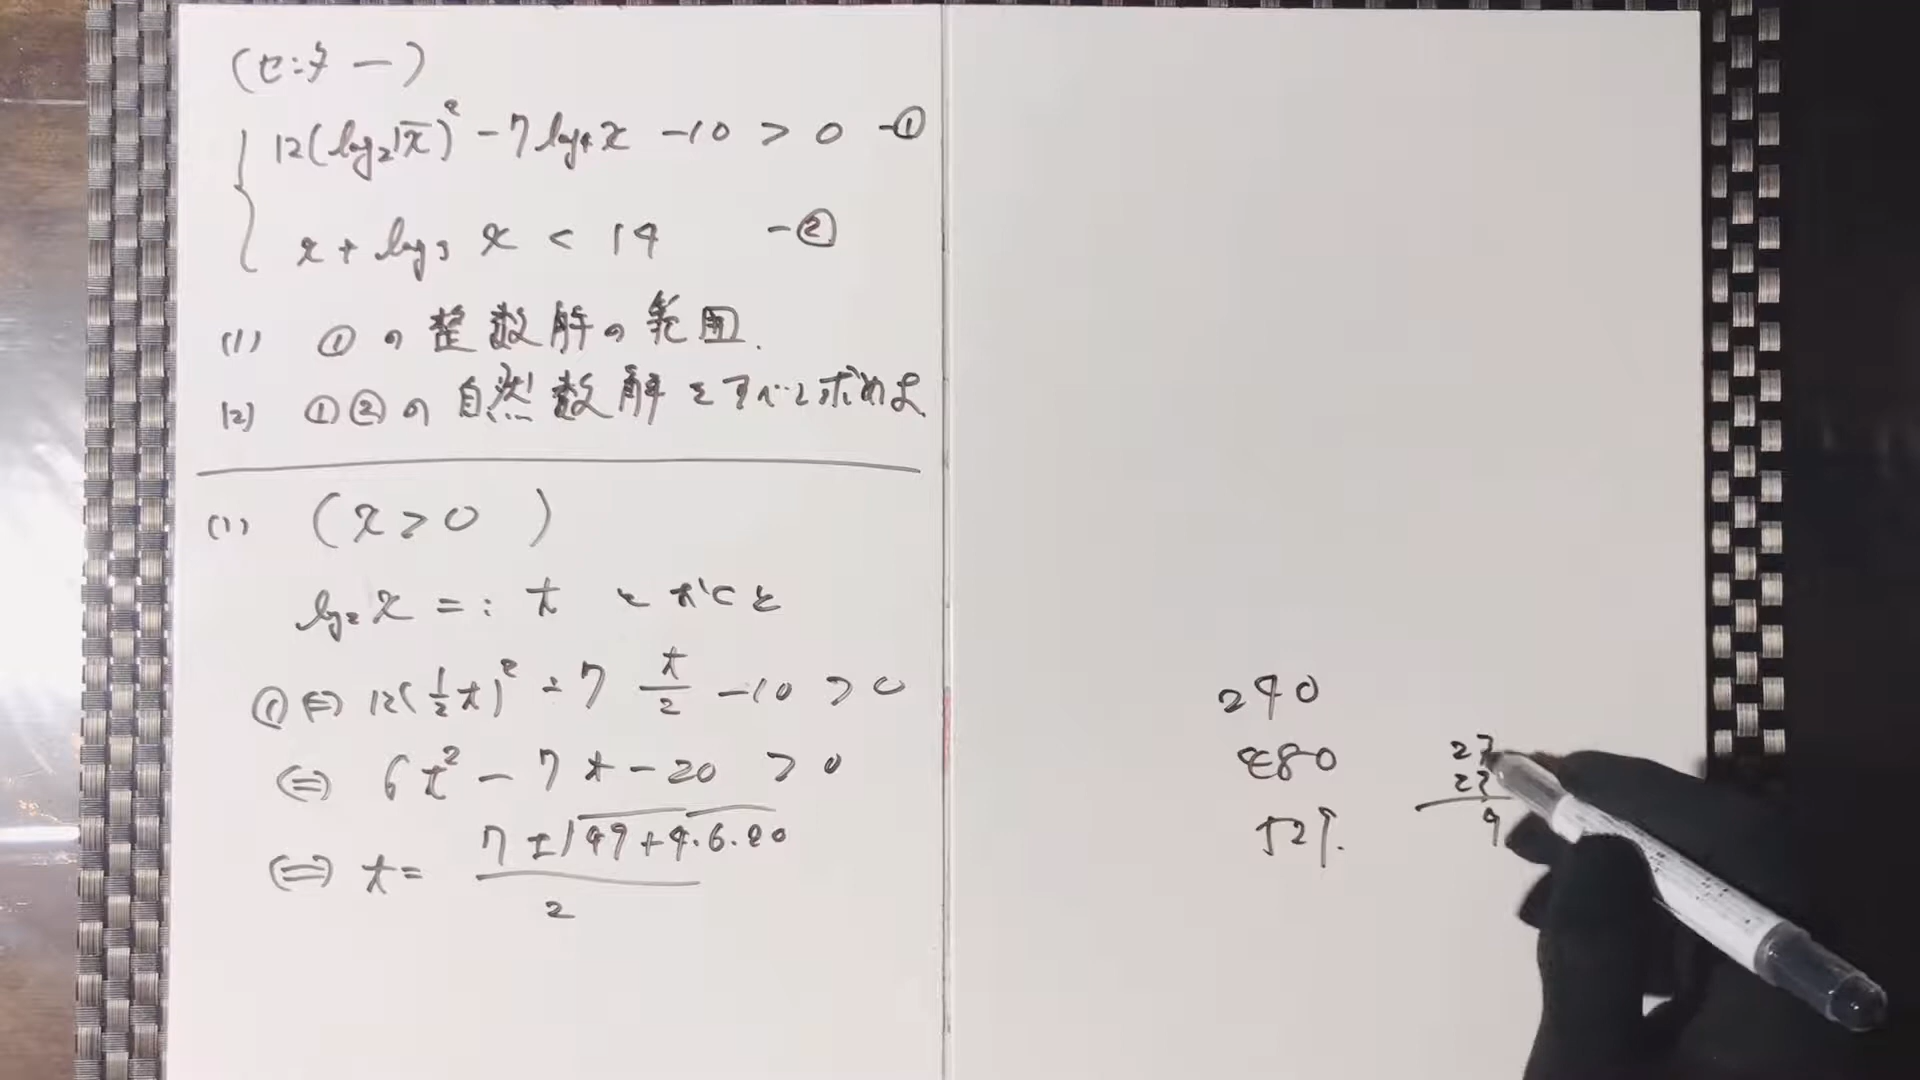 (センター)
12(log₂√x)² - 7log₄x - 10 > 0 -①
x + log₃ x < 14 -②
(1) ①の整数解の範囲.
(2) ①②の自然数解をすべて求めよ
(1) (x > 0 )
log₂x =: t とおくと
① ⇔ 12(1/2 t)² - 7 t/2 - 10 > 0
⇔ 6t² - 7t - 20 > 0
⇔ t = (7 ± √49+4・6・20)/2
240
480
529.
23
23
9